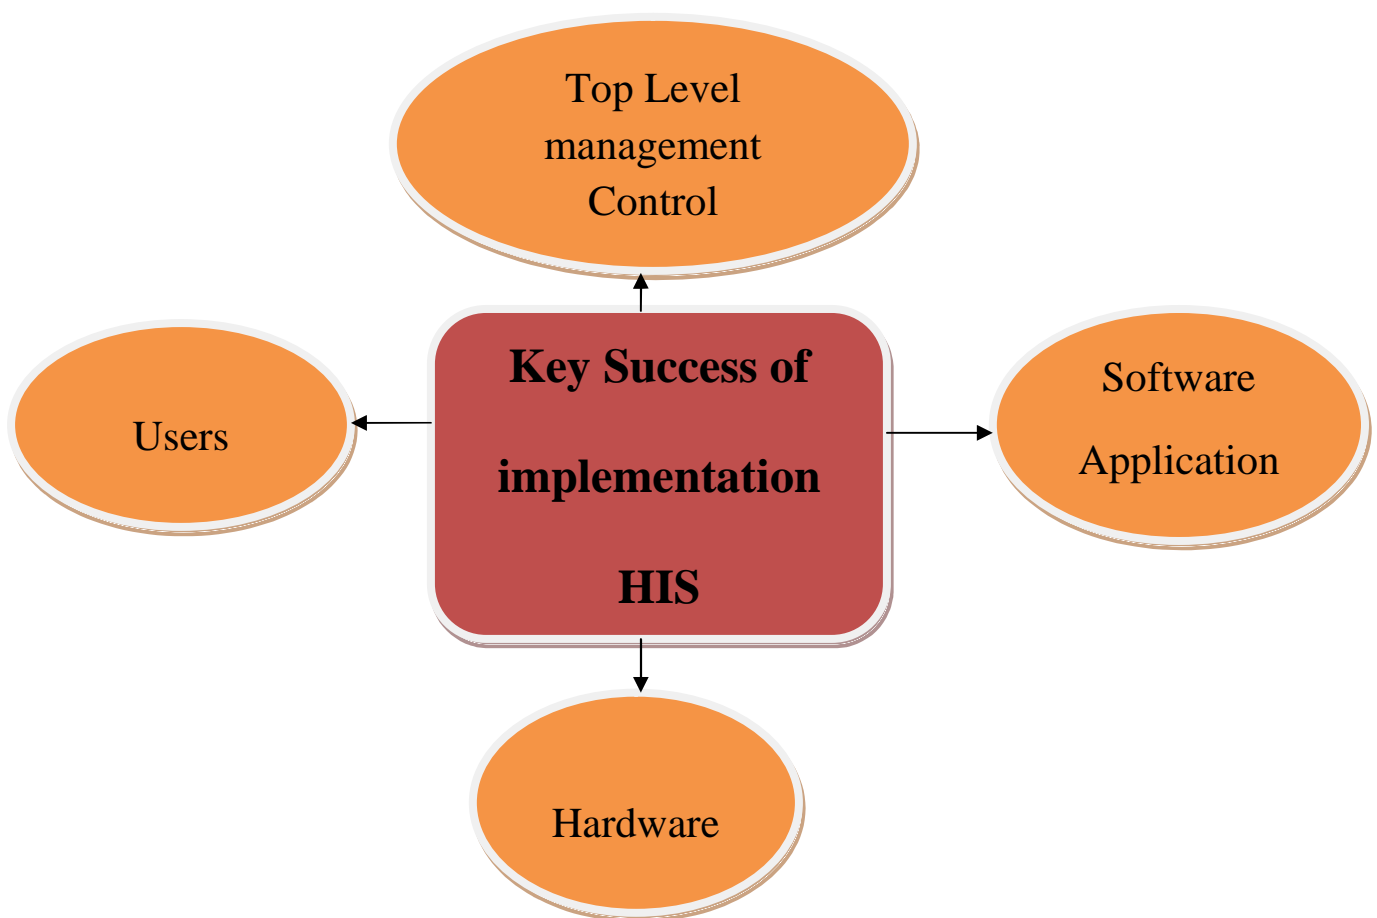 Top Level
management
Control
Key Success of
implementation
HIS
Users
Software
Application
Hardware